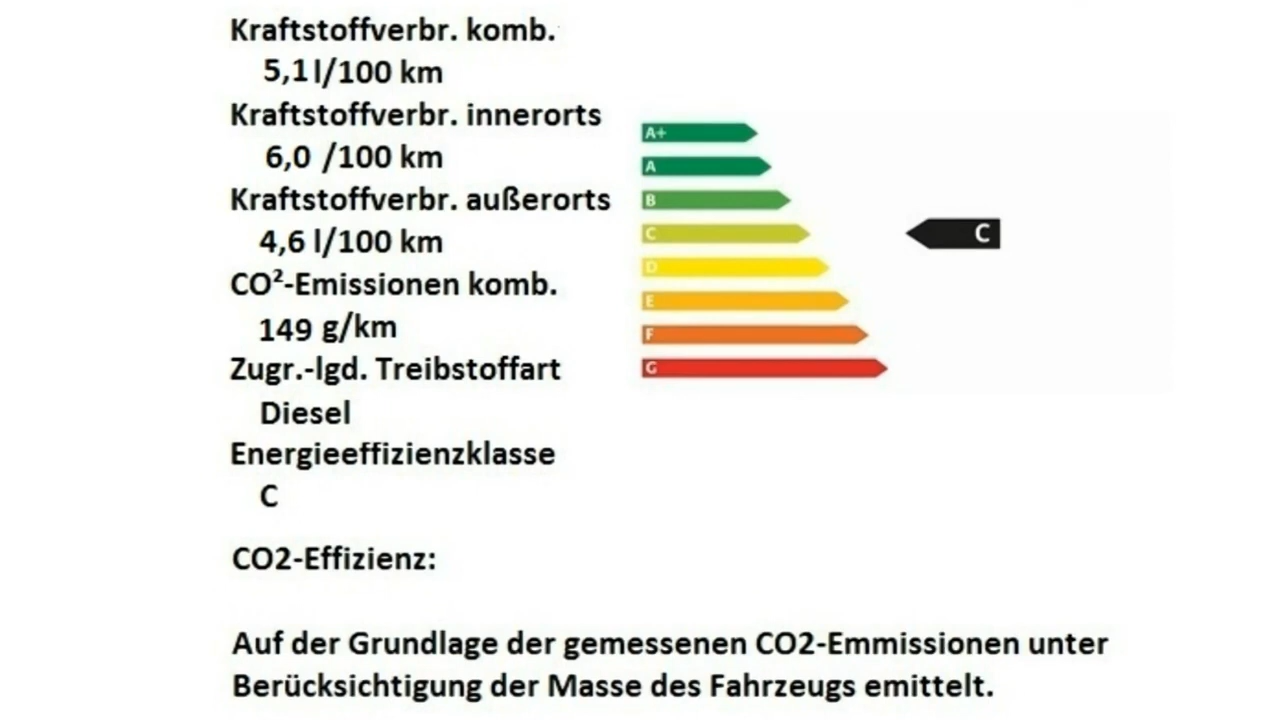 Kraftstoffverbr. komb.
5,1 l/100 km
Kraftstoffverbr. innerorts
6,0 /100 km
Kraftstoffverbr. außerorts
4,6 l/100 km
CO²-Emissionen komb.
149 g/km
Zugr.-lgd. Treibstoffart
Diesel
Energieeffizienzklasse
C
A+
A
B
C
D
E
F
G
C
CO2-Effizienz:
Auf der Grundlage der gemessenen CO2-Emmissionen unter
Berücksichtigung der Masse des Fahrzeugs emittelt.